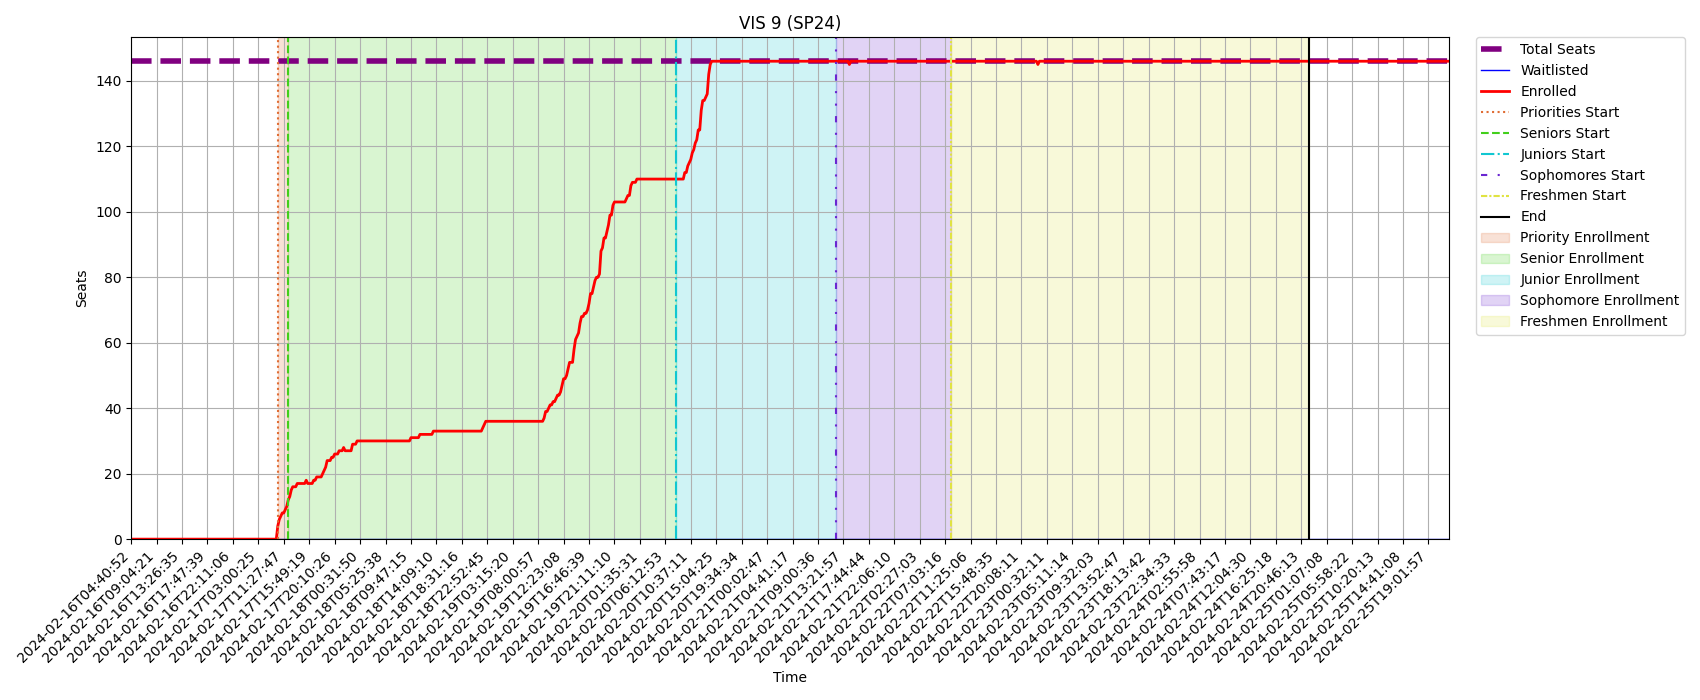 VIS 9 (SP24)
Seats
140
120
100
80
60
40
20
0
2024-02-16T04:40:52
2024-02-16T09:04:21
2024-02-16T13:26:35
2024-02-16T17:47:39
2024-02-16T22:11:06
2024-02-17T03:00:25
2024-02-17T11:27:47
2024-02-17T15:49:19
2024-02-17T20:10:26
2024-02-18T00:31:50
2024-02-18T05:25:38
2024-02-18T09:47:15
2024-02-18T14:09:10
2024-02-18T18:31:16
2024-02-18T22:52:45
2024-02-19T03:15:20
2024-02-19T08:00:57
2024-02-19T12:23:08
2024-02-19T16:46:39
2024-02-19T21:11:10
2024-02-20T01:35:31
2024-02-20T06:12:53
2024-02-20T10:37:11
2024-02-20T15:04:25
2024-02-20T19:34:34
2024-02-21T00:02:47
2024-02-21T04:41:17
2024-02-21T09:00:36
2024-02-21T13:21:57
2024-02-21T17:44:44
2024-02-21T22:06:10
2024-02-22T02:27:03
2024-02-22T07:03:16
2024-02-22T11:25:06
2024-02-22T15:48:35
2024-02-22T20:08:11
2024-02-23T00:32:11
2024-02-23T05:11:14
2024-02-23T09:32:03
2024-02-23T13:52:47
2024-02-23T18:13:42
2024-02-23T22:34:33
2024-02-24T02:55:58
2024-02-24T07:43:17
2024-02-24T12:04:30
2024-02-24T16:25:18
2024-02-24T20:46:13
2024-02-25T01:07:08
2024-02-25T05:58:22
2024-02-25T10:20:13
2024-02-25T14:41:08
2024-02-25T19:01:57
Time
Total Seats
Waitlisted
Enrolled
Priorities Start
Seniors Start
Juniors Start
Sophomores Start
Freshmen Start
End
Priority Enrollment
Senior Enrollment
Junior Enrollment
Sophomore Enrollment
Freshmen Enrollment